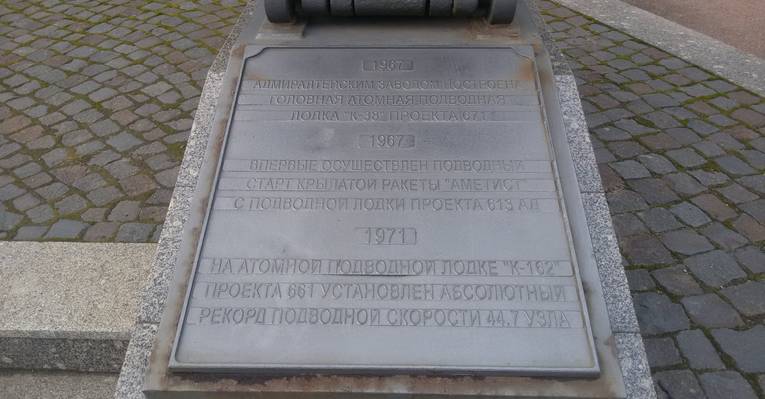 1967
АДМИРАЛТЕЙСКИМ ЗАВОДОМ ПОСТРОЕНА
ГОЛОВНАЯ АТОМНАЯ ПОДВОДНАЯ
ЛОДКА "К-38" ПРОЕКТА 671
1967
ВПЕРВЫЕ ОСУЩЕСТВЛЕН ПОДВОДНЫЙ
СТАРТ КРЫЛАТОЙ РАКЕТЫ "АМЕТИСТ"
С ПОДВОДНОЙ ЛОДКИ ПРОЕКТА 613 АД
1971
НА АТОМНОЙ ПОДВОДНОЙ ЛОДКЕ "К-162"
ПРОЕКТА 661 УСТАНОВЛЕН АБСОЛЮТНЫЙ
РЕКОРД ПОДВОДНОЙ СКОРОСТИ 44,7 УЗЛА